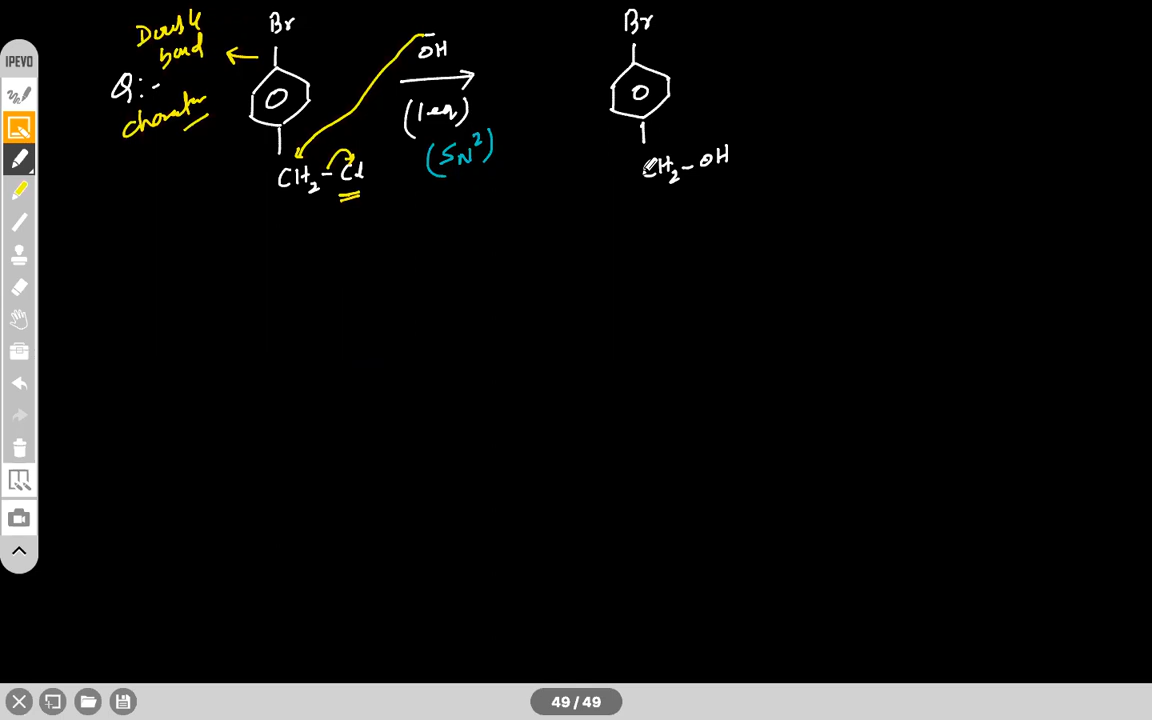 IPEVO
Double
bond
Q:-
character
Br
CH2-Cl
OH
(1eq)
(SN2)
Br
CH2-OH
49 / 49